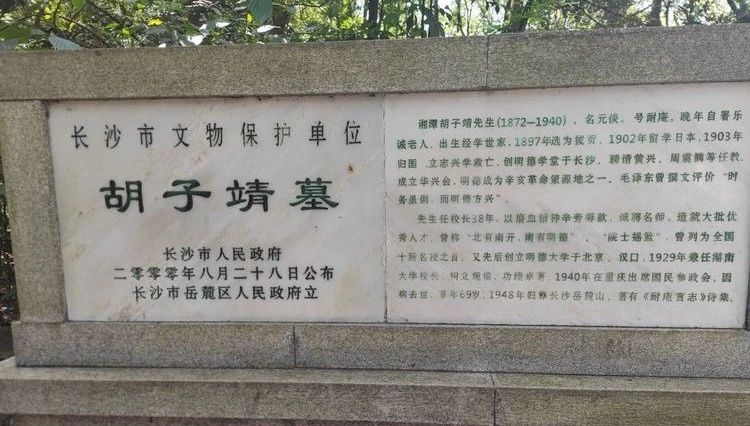 长沙市文物保护单位
胡子靖墓
长沙市人民政府
二零零零年八月二十八日公布
长沙市岳麓区人民政府立
湘潭胡子靖先生(1872—1940)，名元倓、号耐庵，晚年自署乐
诚老人，出生经学世家，1897年选为拔贡，1902年留学日本，1903年
归国，立志兴学救亡，创明德学堂于长沙，聘请黄兴、周震鳞等任教，
成立华兴会，明德成为辛亥革命策源地之一。毛泽东曾撰文评价“时
务虽倒，而明德方兴”
先生任校长38年，以磨血精神辛劳筹款，诚聘名师，造就大批优
秀人才，曾称“北有南开，南有明德”、“院士摇篮”，曾列为全国
十所名校之首，又先后创立明德大学于北京、汉口，1929年兼任湖南
大学校长，树立规模，功绩卓著，1940年在重庆出席国民参政会，因
病去世，享年69岁，1948年归葬长沙岳麓山，著有《耐庵言志》诗集。